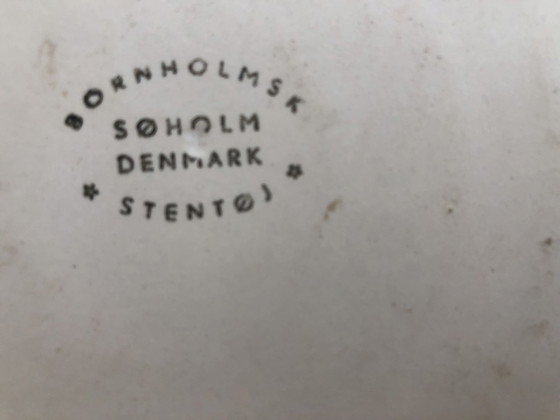 BORNHOLMSK
SØHOLM
DENMARK
* STENTØJ *